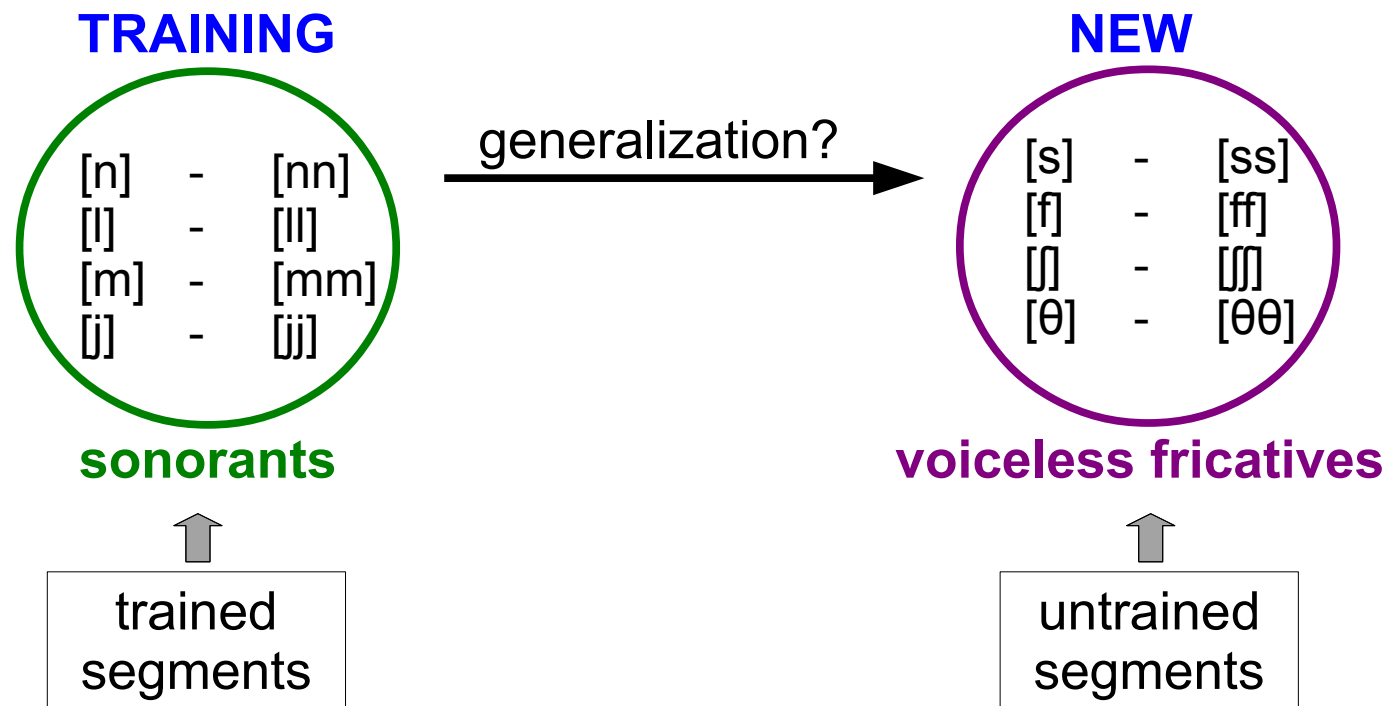 TRAINING
[n] - [nn]
[l] - [ll]
[m] - [mm]
[j] - [jj]
sonorants
trained
segments
generalization?
NEW
[s] - [ss]
[f] - [ff]
[ʃ] - [ʃʃ]
[θ] - [θθ]
voiceless fricatives
untrained
segments